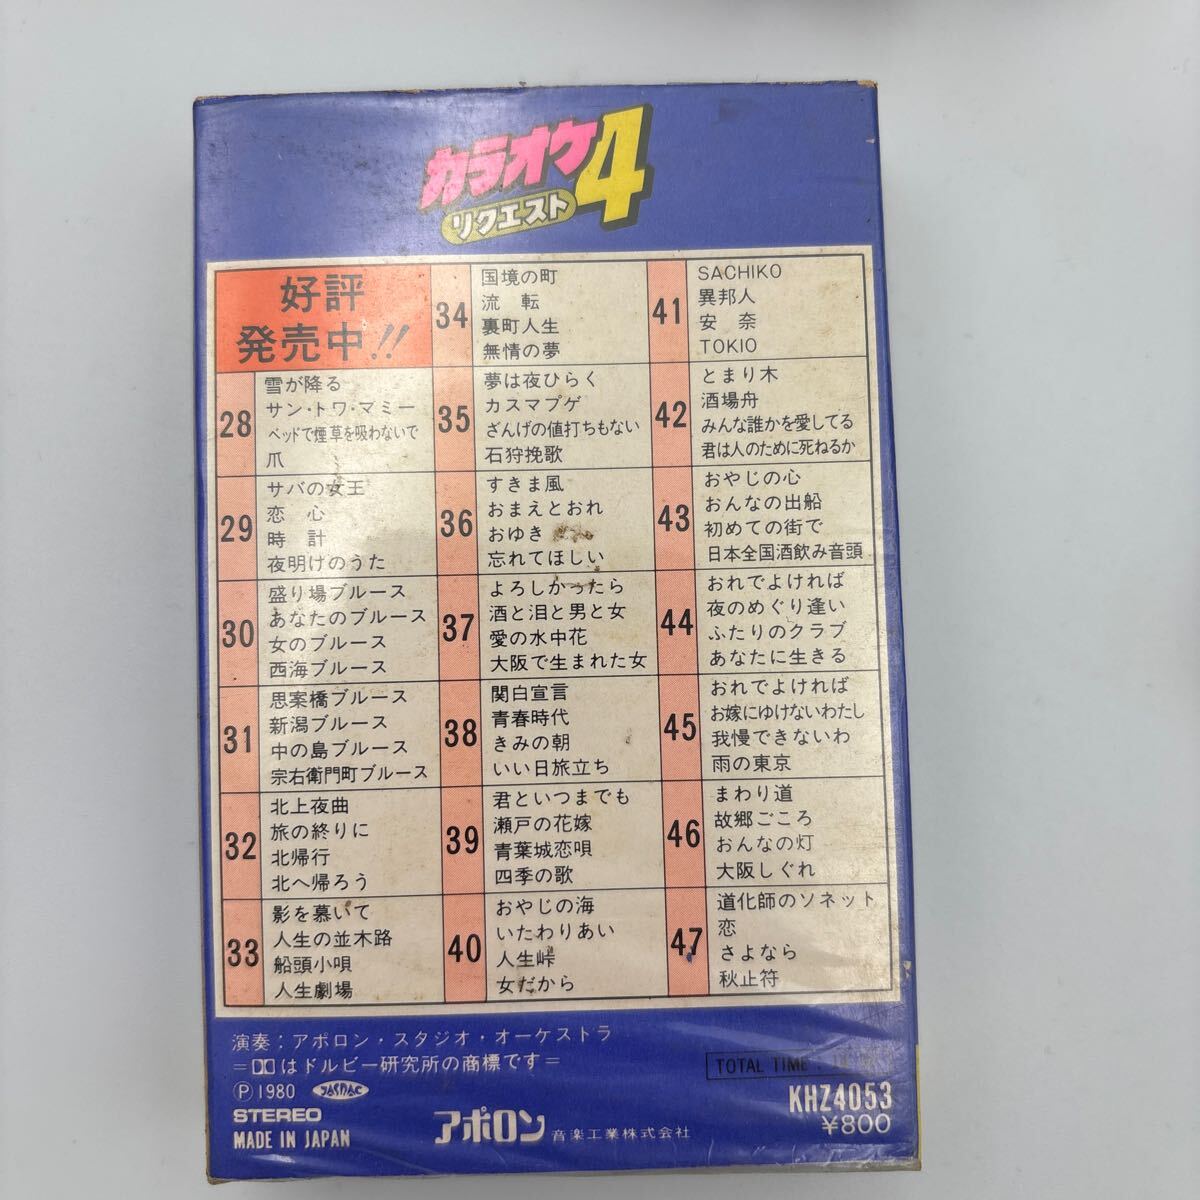 カラオケ4
リクエスト
好評
発売中!!
28
雪が降る
サン・トワ・マミー
ベッドで煙草を吸わないで
爪
29
サバの女王
恋心
時計
夜明けのうた
30
盛り場ブルース
あなたのブルース
女のブルース
西海ブルース
31
思案橋ブルース
新潟ブルース
中の島ブルース
宗右衛門町ブルース
32
北上夜曲
旅の終りに
北帰行
北へ帰ろう
33
影を慕いて
人生の並木路
船頭小唄
人生劇場
34
国境の町
流転
裏町人生
無情の夢
35
夢は夜ひらく
カスマプゲ
ざんげの値打ちもない
石狩挽歌
36
すきま風
おまえとおれ
おゆき
忘れてほしい
37
よろしかったら
酒と泪と男と女
愛の水中花
大阪で生まれた女
38
関白宣言
青春時代
きみの朝
いい日旅立ち
39
君といつまでも
瀬戸の花嫁
青葉城恋唄
四季の歌
40
おやじの海
いたわりあい
人生峠
女だから
41
SACHIKO
異邦人
安奈
TOKIO
42
とまり木
酒場舟
みんな誰かを愛してる
君は人のために死ねるか
43
おやじの心
おんなの出船
初めての街で
日本全国酒飲み音頭
44
おれでよければ
夜のめぐり逢い
ふたりのクラブ
あなたに生きる
45
おれでよければ
お嫁にゆけないわたし
我慢できないわ
雨の東京
46
まわり道
故郷ごころ
おんなの灯
大阪しぐれ
47
道化師のソネット
恋
さよなら
秋止符
演奏:アポロン・スタジオ・オーケストラ
=DDはドルビー研究所の商標です=
TOTAL TIME:
Ⓟ1980 JASRAC
STEREO
MADE IN JAPAN
アポロン 音楽工業株式会社
KHZ4053
¥800